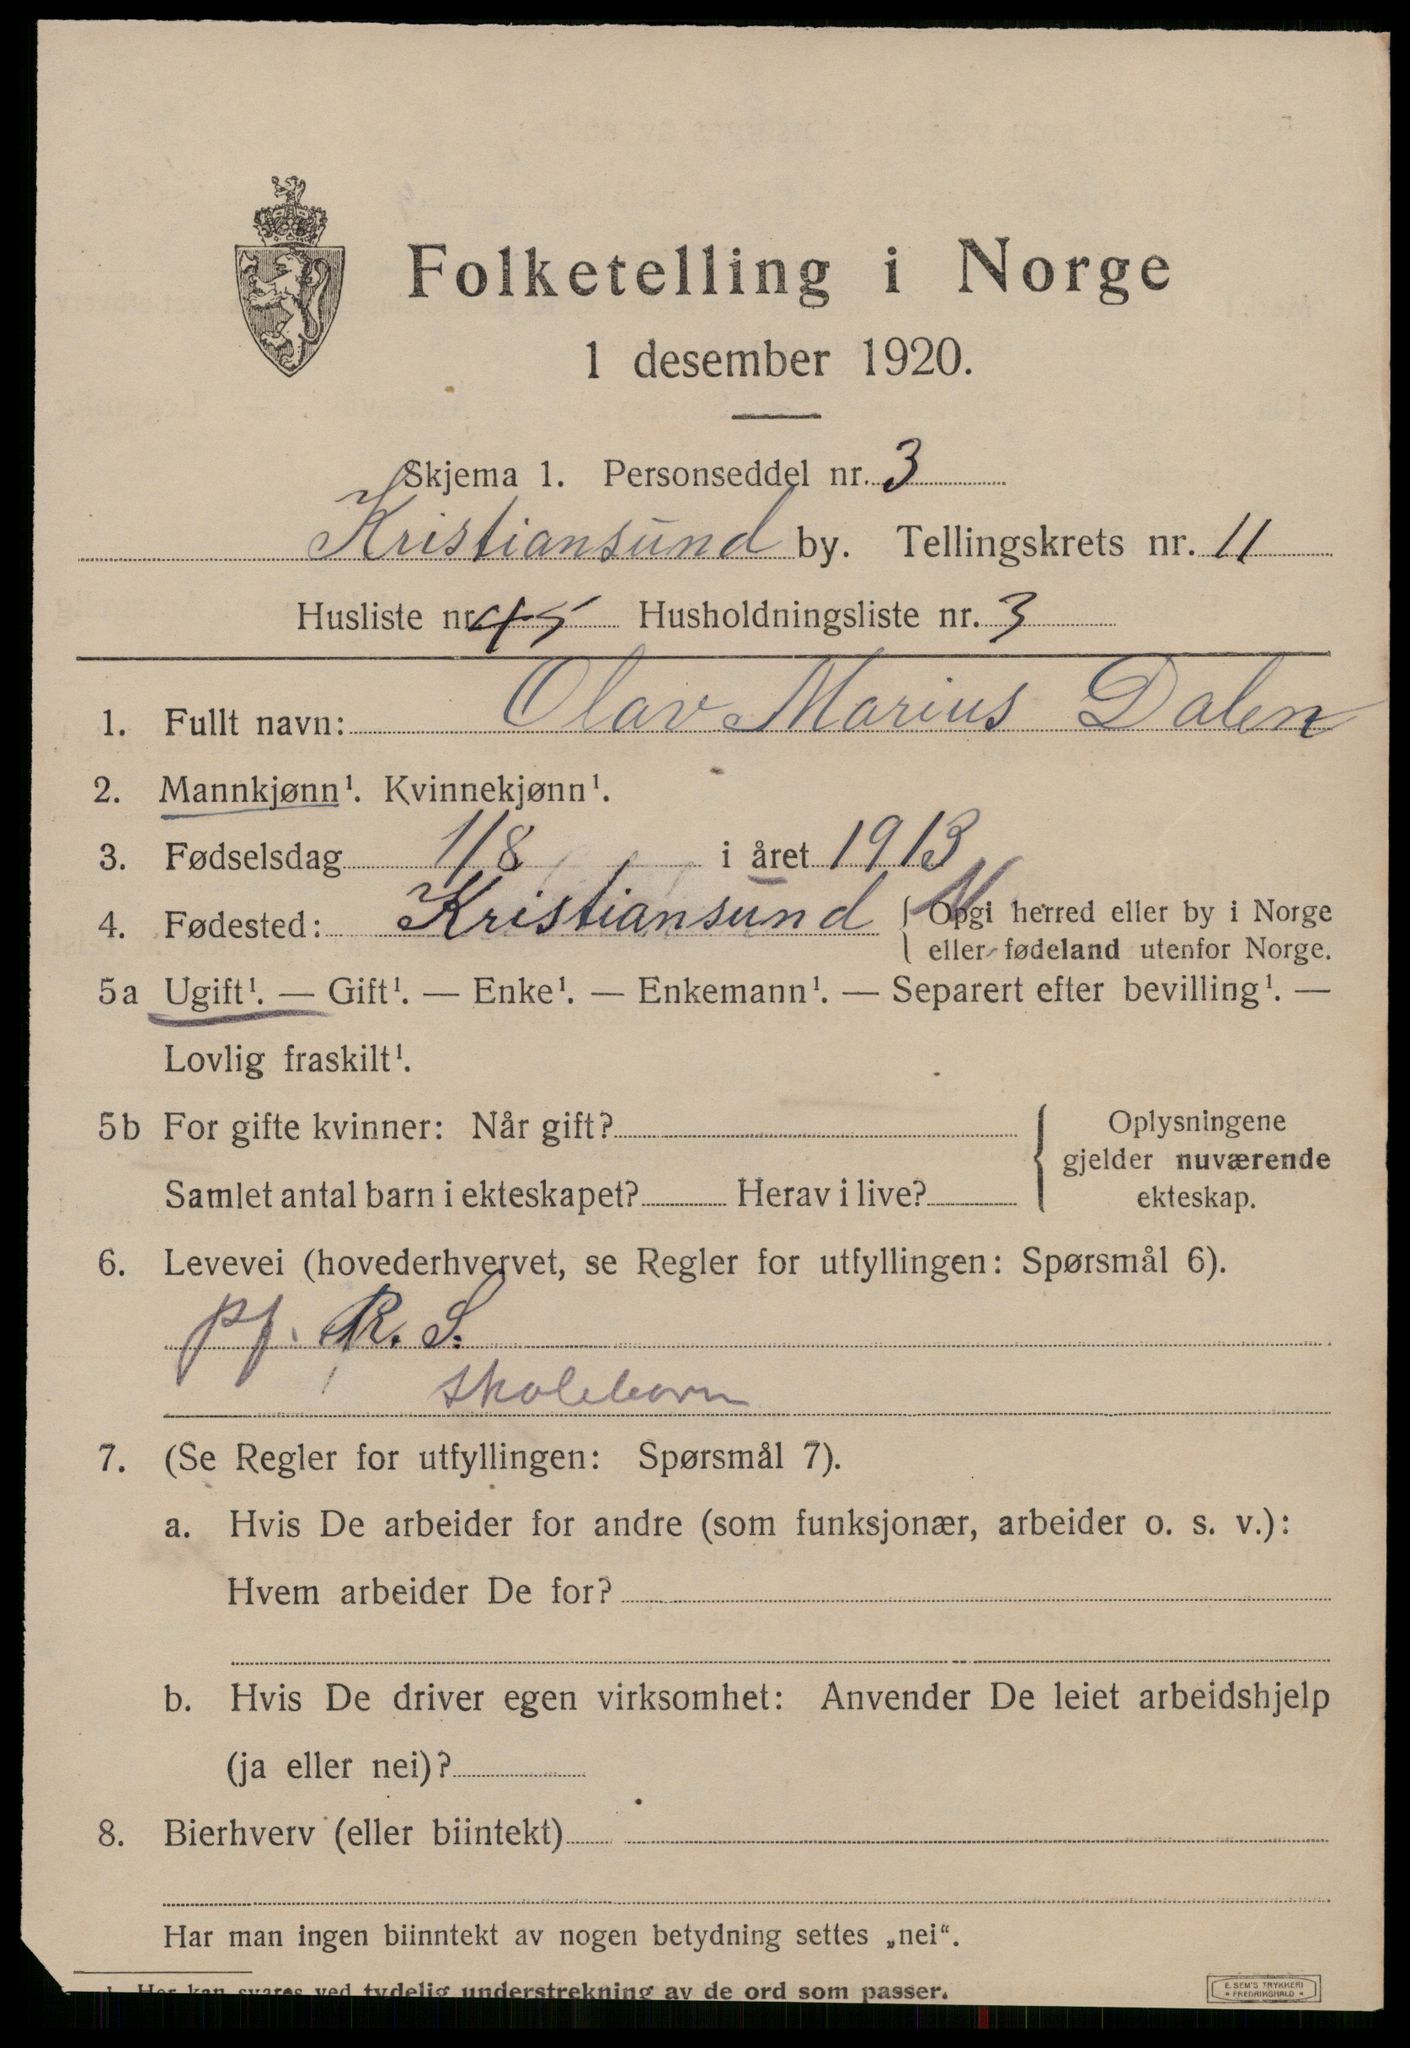 Folketelling i Norge
1 desember 1920.
Skjema 1. Personseddel nr. 3
Kristiansund by. Tellingskrets nr. 11
Husliste nr. 45 Husholdningsliste nr. 3
1. Fullt navn: Olav Marius Dalen
2. Mannkjønn¹. Kvinnekjønn¹.
3. Fødselsdag 1/8 i året 1913
4. Fødested: Kristiansund N { Opgi herred eller by i Norge
eller fødeland utenfor Norge.
5a Ugift¹. — Gift¹. — Enke¹. — Enkemann¹. — Separert efter bevilling¹. —
Lovlig fraskilt¹.
5b For gifte kvinner: Når gift?
Samlet antal barn i ekteskapet? Herav i live?
{ Oplysningene
gjelder nuværende
ekteskap.
6. Levevei (hovederhvervet, se Regler for utfyllingen: Spørsmål 6).
pf. R. S.
skolebarn
7. (Se Regler for utfyllingen: Spørsmål 7).
a. Hvis De arbeider for andre (som funksjonær, arbeider o. s. v.):
Hvem arbeider De for?
b. Hvis De driver egen virksomhet: Anvender De leiet arbeidshjelp
(ja eller nei)?
8. Bierhverv (eller biintekt)
Har man ingen biinntekt av nogen betydning settes „nei“.
¹ Her kan svares ved tydelig understrekning av de ord som passer.
E. SEM'S TRYKKERI
* FREDRIKSHALD *